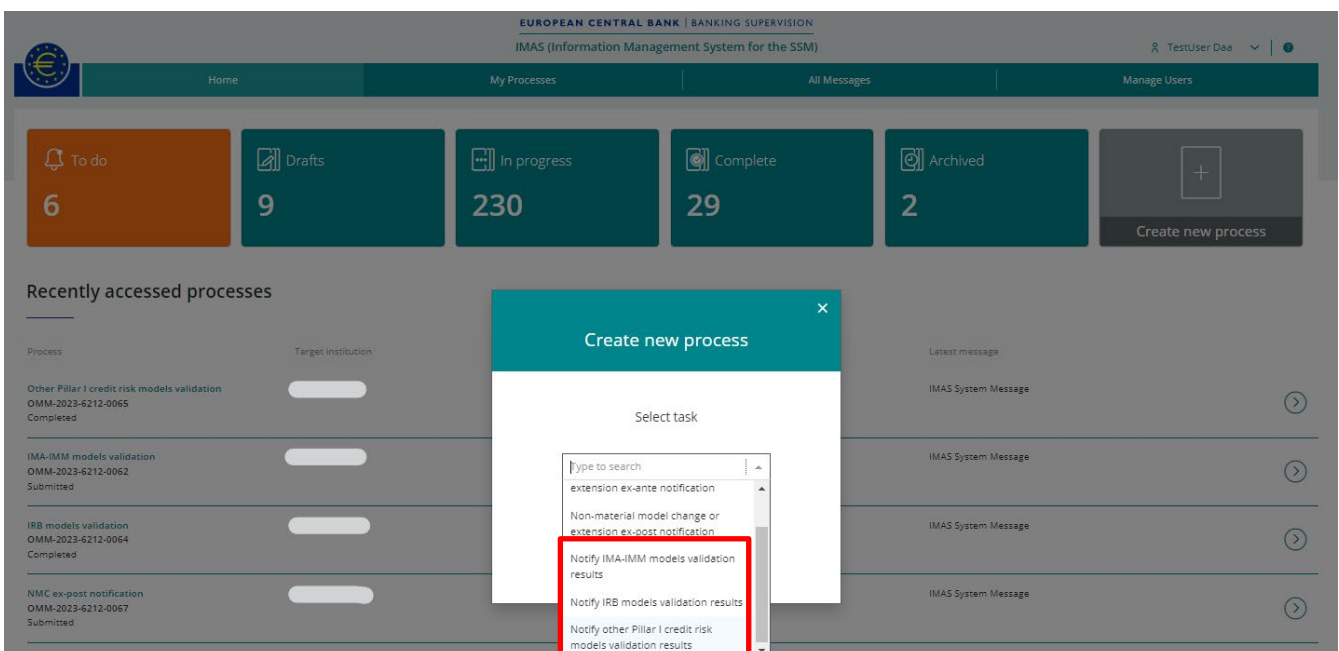 EUROPEAN CENTRAL BANK | BANKING SUPERVISION
IMAS (Information Management System for the SSM)
TestUser Daa
Home
My Processes
All Messages
Manage Users
To do
6
Drafts
9
In progress
230
Complete
29
Archived
2
Create new process
Recently accessed processes
Process
Target institution
Latest message
Other Pillar I credit risk models validation
OMM-2023-6212-0065
Completed
IMAS System Message
IMA-IMM models validation
OMM-2023-6212-0062
Submitted
IMAS System Message
IRB models validation
OMM-2023-6212-0064
Completed
IMAS System Message
NMC ex-post notification
OMM-2023-6212-0067
Submitted
IMAS System Message
Create new process
Select task
Type to search
extension ex-ante notification
Non-material model change or
extension ex-post notification
Notify IMA-IMM models validation
results
Notify IRB models validation results
Notify other Pillar I credit risk
models validation results